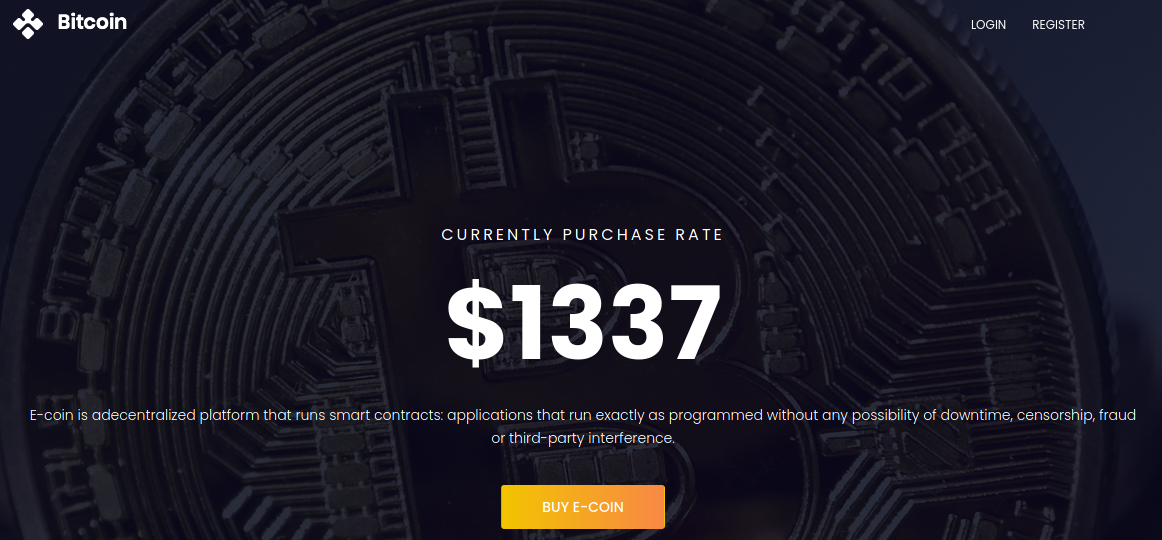 Bitcoin
LOGIN REGISTER
CURRENTLY PURCHASE RATE
$1337
E-coin is adecentralized platform that runs smart contracts: applications that run exactly as programmed without any possibility of downtime, censorship, fraud
or third-party interference.
BUY E-COIN